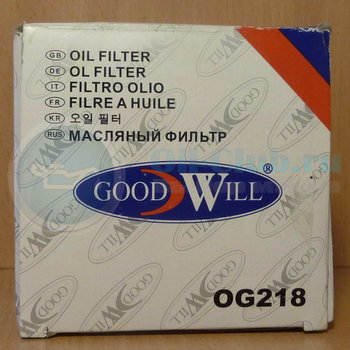 GB OIL FILTER
DE OL FILTER
IT FILTRO OLIO
FR FILRE A HUILE
KR 오일 필터
RUS МАСЛЯНЫЙ ФИЛЬТР
GOOD WILL ®
OG218